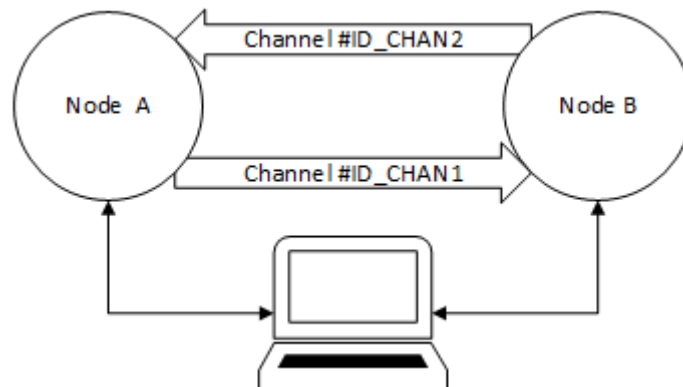 Channel #ID_CHAN2
Node A
Node B
Channel #ID_CHAN1